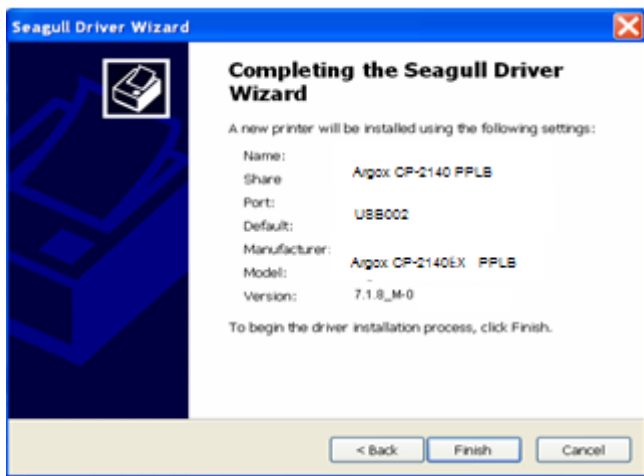 Seagull Driver Wizard
Completing the Seagull Driver
Wizard
A new printer will be installed using the following settings:
Name:
Argox CP-2140 PPLB
Share
Port:
USB002
Default:
Manufacturer:
Argox CP-2140EX PPLB
Model:
Version: 7.1.8_M-0
To begin the driver installation process, click Finish.
< Back Finish Cancel